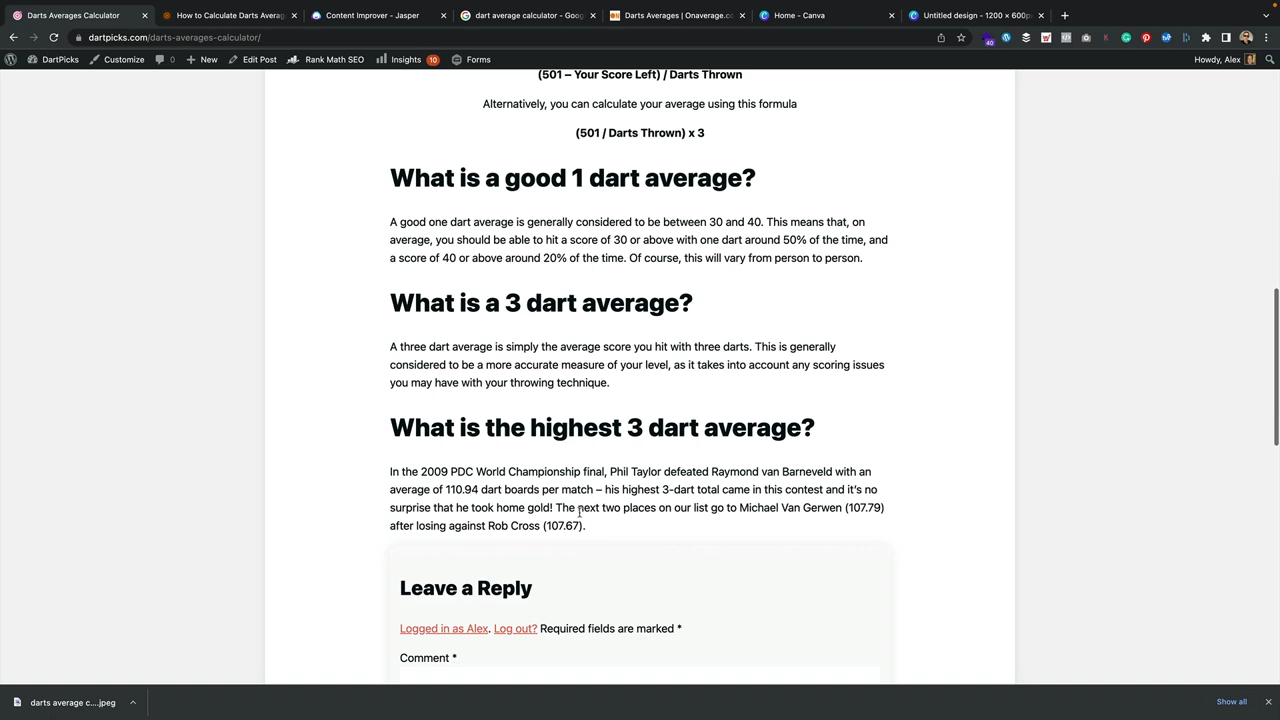 Darts Averages Calculator
How to Calculate Darts Averag
Content Improver - Jasper
dart average calculator - Goog
Darts Averages | Onaverage.co
Home - Canva
Untitled design - 1200 × 600p
dartpicks.com/darts-averages-calculator/
40
DartPicks
Customize
0
New
Edit Post
Rank Math SEO
Insights
10
Forms
Howdy, Alex
(501 – Your Score Left) / Darts Thrown
Alternatively, you can calculate your average using this formula
(501 / Darts Thrown) x 3
What is a good 1 dart average?
A good one dart average is generally considered to be between 30 and 40. This means that, on
average, you should be able to hit a score of 30 or above with one dart around 50% of the time, and
a score of 40 or above around 20% of the time. Of course, this will vary from person to person.
What is a 3 dart average?
A three dart average is simply the average score you hit with three darts. This is generally
considered to be a more accurate measure of your level, as it takes into account any scoring issues
you may have with your throwing technique.
What is the highest 3 dart average?
In the 2009 PDC World Championship final, Phil Taylor defeated Raymond van Barneveld with an
average of 110.94 dart boards per match – his highest 3-dart total came in this contest and it's no
surprise that he took home gold! The next two places on our list go to Michael Van Gerwen (107.79)
after losing against Rob Cross (107.67).
Leave a Reply
Logged in as Alex. Log out? Required fields are marked *
Comment *
darts average c....jpeg
Show all